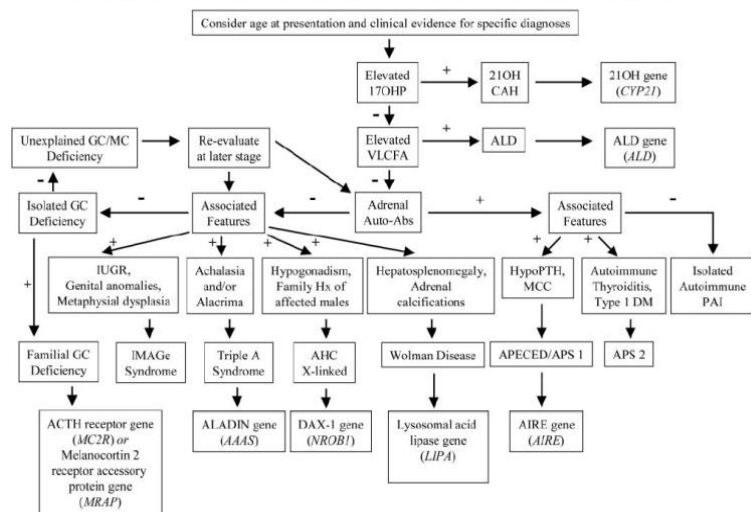 Consider age at presentation and clinical evidence for specific diagnoses
Elevated
17OHP
+
21OH
CAH
21OH gene
(CYP21)
-
Unexplained GC/MC
Deficiency
Re-evaluate
at later stage
Elevated
VLCFA
+
ALD
ALD gene
(ALD)
-
-
Isolated GC
Deficiency
-
Associated
Features
-
Adrenal
Auto-Abs
+
Associated
Features
-
+
+
+
+
+
+
+
IUGR,
Genital anomalies,
Metaphysial dysplasia
Achalasia
and/or
Alacrima
Hypogonadism,
Family Hx of
affected males
Hepatosplenomegaly,
Adrenal
calcifications
HypoPTH,
MCC
Autoimmune
Thyroiditis,
Type 1 DM
Isolated
Autoimmune
PAI
Familial GC
Deficiency
IMAGe
Syndrome
Triple A
Syndrome
AHC
X-linked
Wolman Disease
APECED/APS 1
APS 2
ACTH receptor gene
(MC2R) or
Melanocortin 2
receptor accessory
protein gene
(MRAP)
ALADIN gene
(AAAS)
DAX-1 gene
(NROB!)
Lysosomal acid
lipase gene
(LIPA)
AIRE gene
(AIRE)